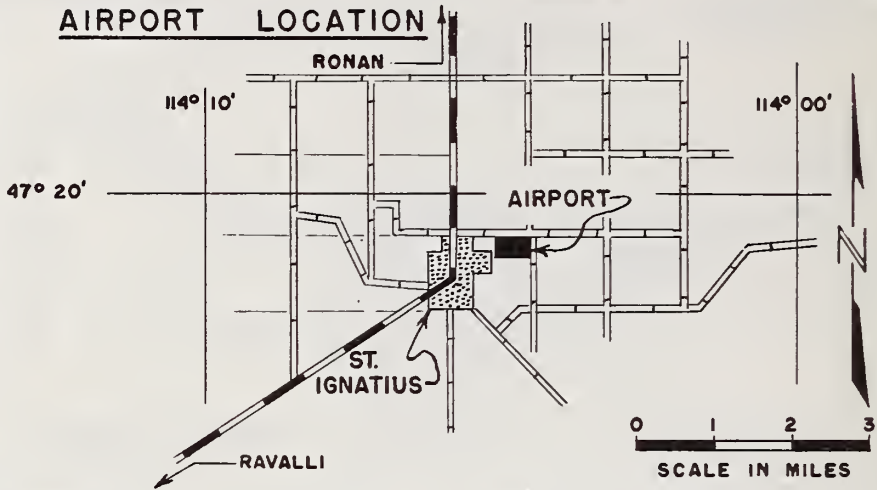 AIRPORT LOCATION
RONAN
114° 10'
114° 00'
47° 20'
AIRPORT
N
ST.
IGNATIUS
RAVALLI
0 1 2 3
SCALE IN MILES